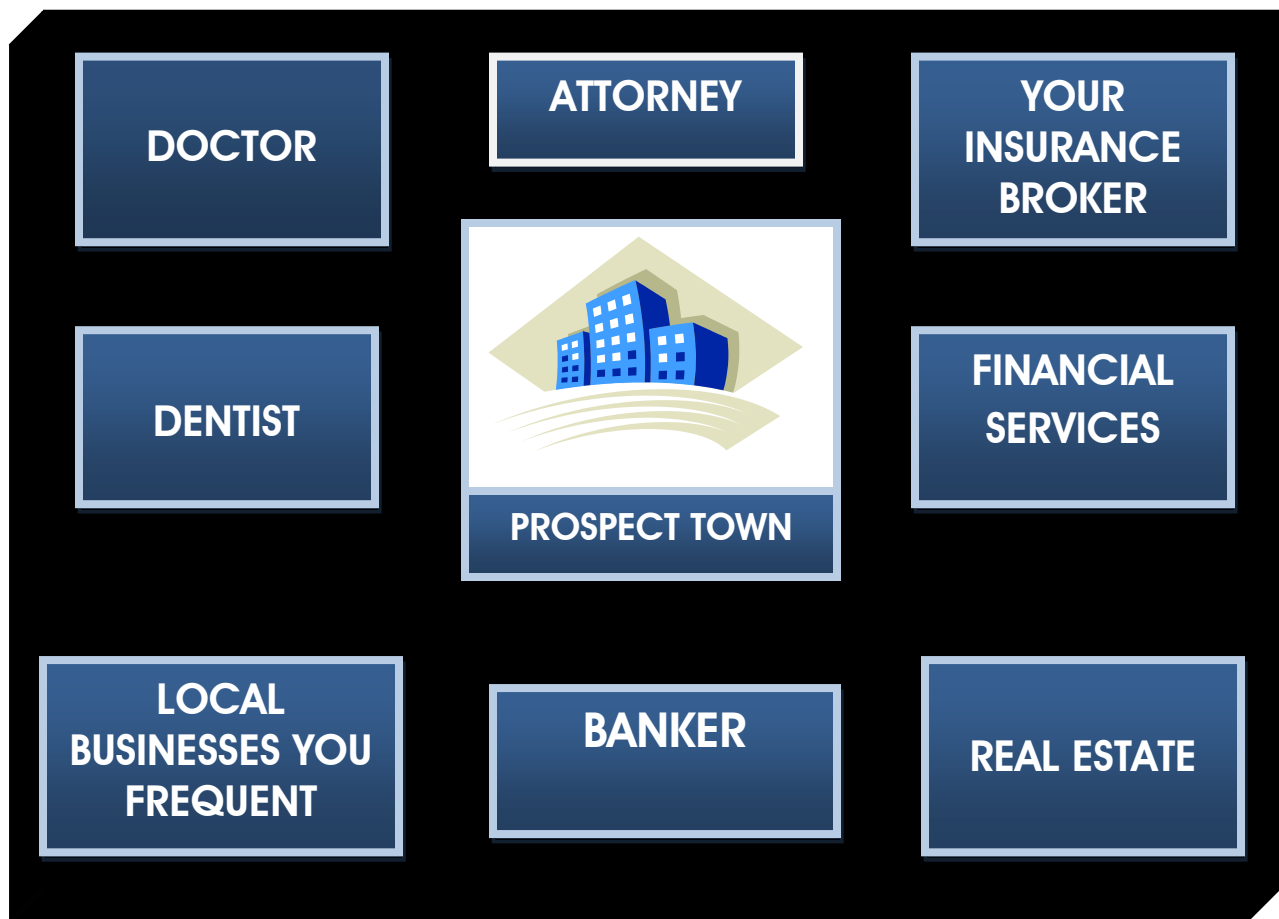 DOCTOR
ATTORNEY
YOUR
INSURANCE
BROKER
DENTIST
PROSPECT TOWN
FINANCIAL
SERVICES
LOCAL
BUSINESSES YOU
FREQUENT
BANKER
REAL ESTATE